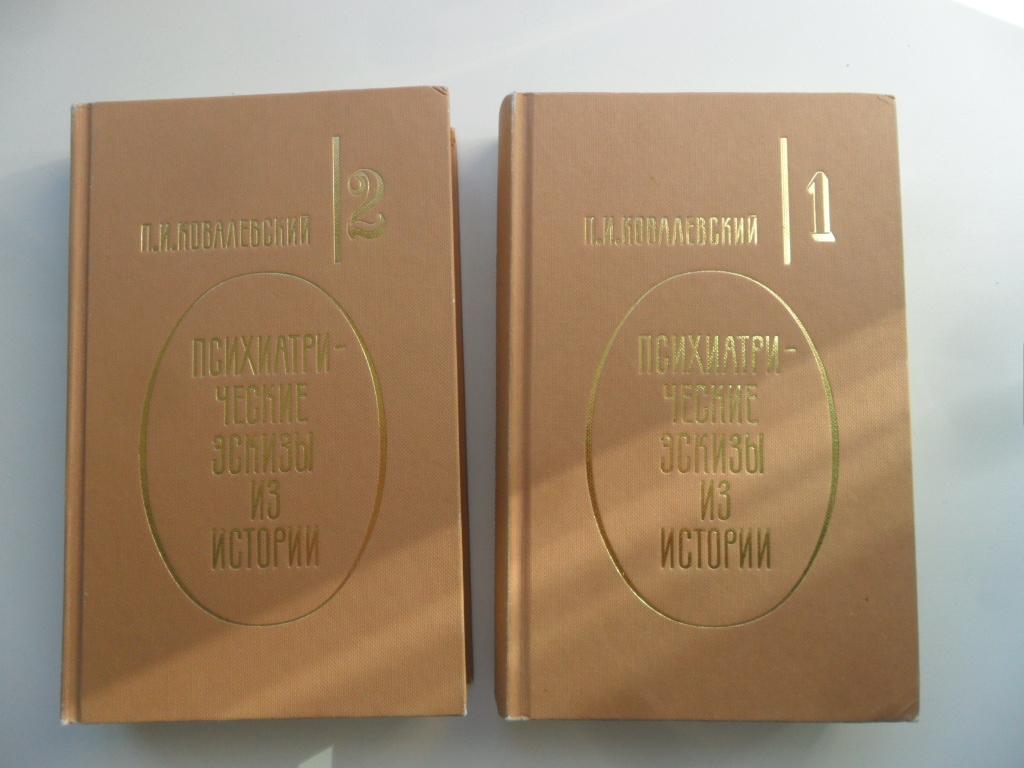 2
П.И.КОВАЛЕВСКИЙ
ПСИХИАТРИ-
ЧЕСКИЕ
ЭСКИЗЫ
ИЗ
ИСТОРИИ
1
П.И.КОВАЛЕВСКИЙ
ПСИХИАТРИ-
ЧЕСКИЕ
ЭСКИЗЫ
ИЗ
ИСТОРИИ